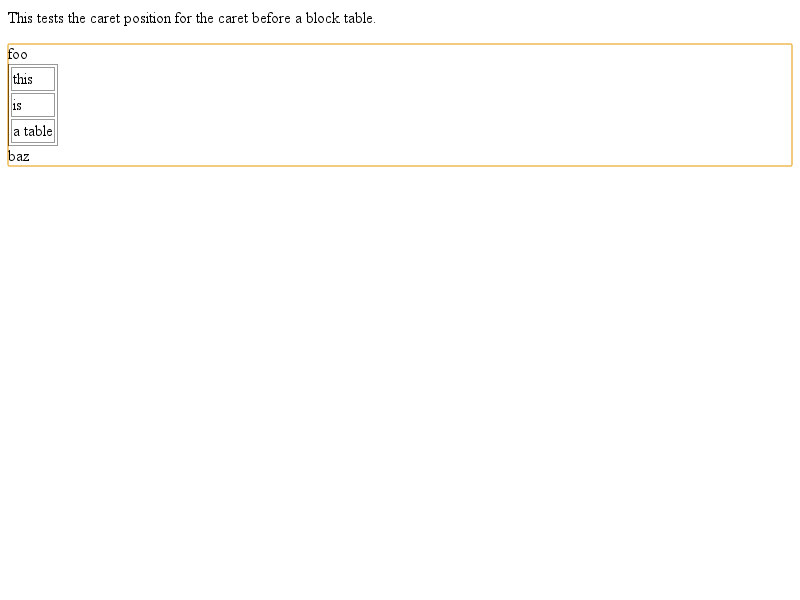 This tests the caret position for the caret before a block table.
foo
this
is
a table
baz